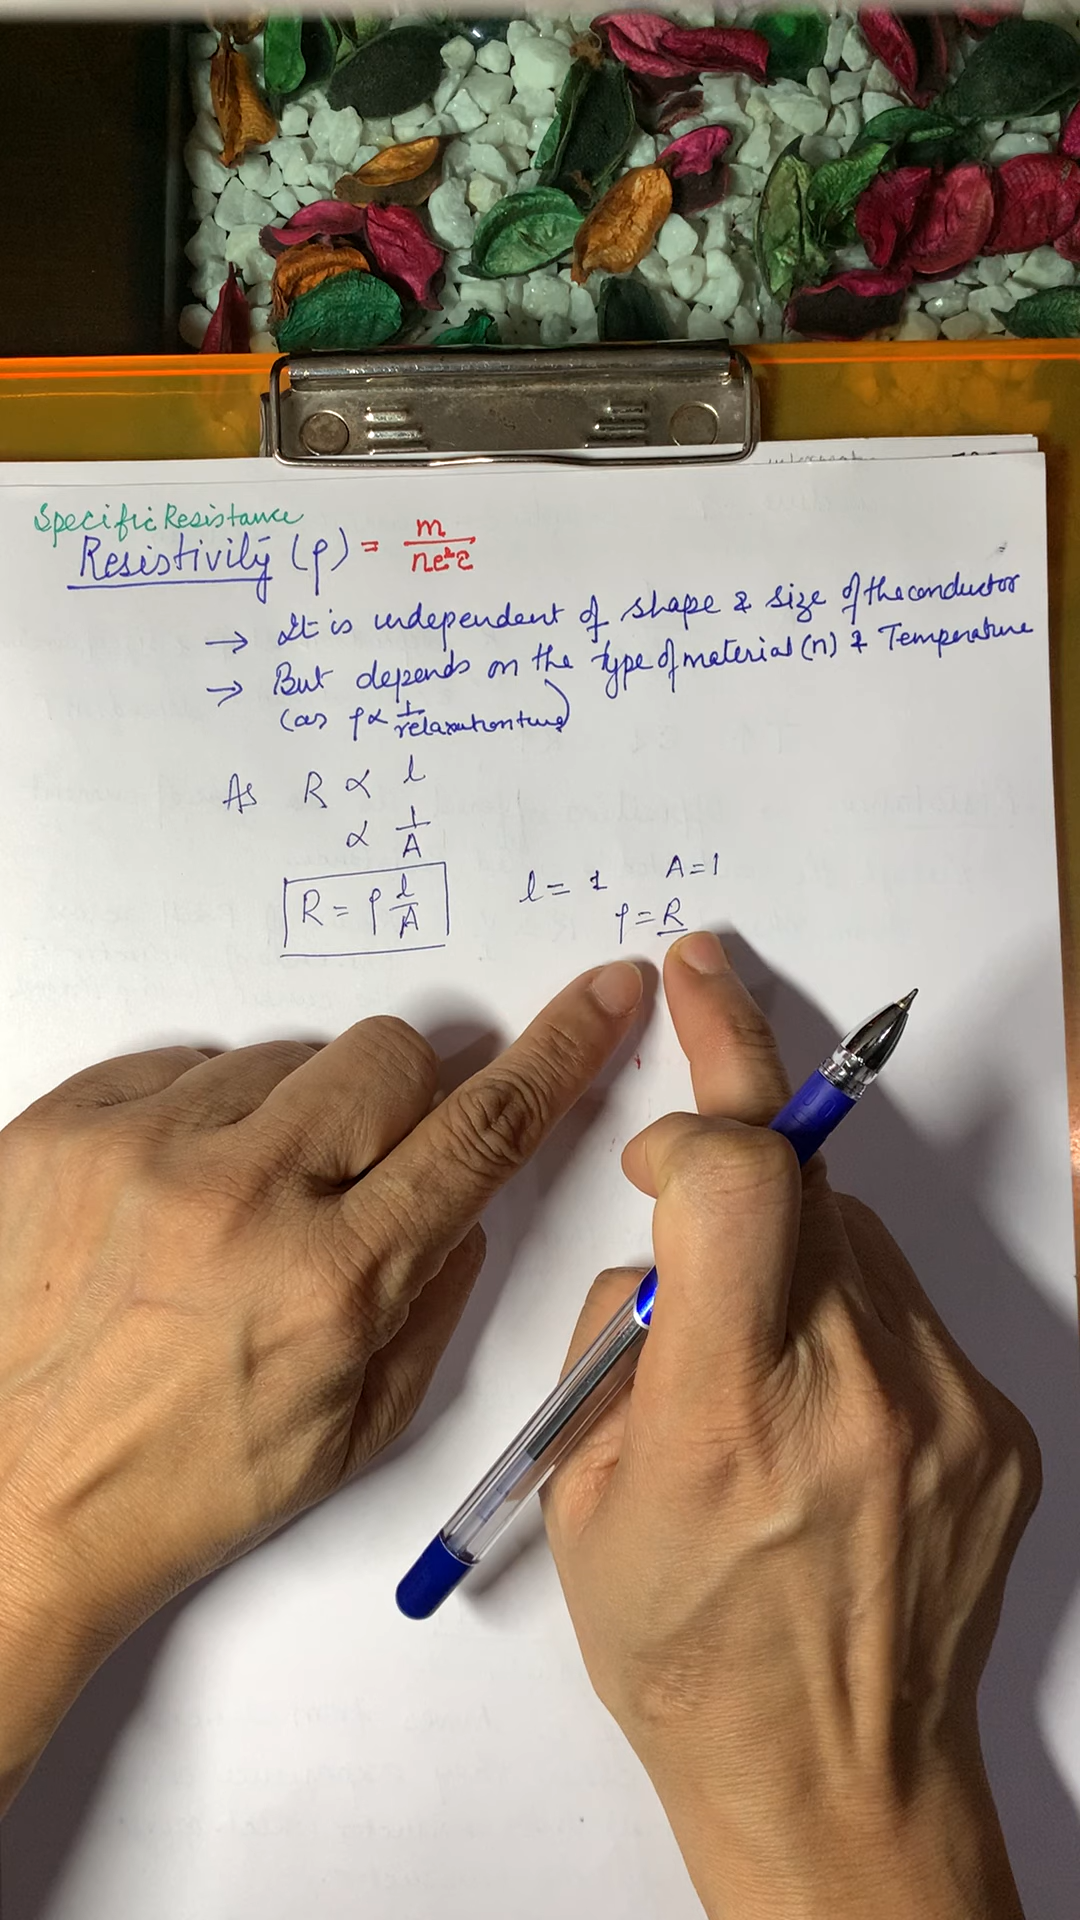 Specific Resistance
Resistivity (ρ) = m/ne²τ
→ It is independent of shape & size of the conductor
→ But depends on the type of material (n) & Temperature
(as ρ ∝ 1/relaxation time)
As R ∝ l
∝ 1/A
R = ρ l/A
l = 1 A = 1
ρ = R